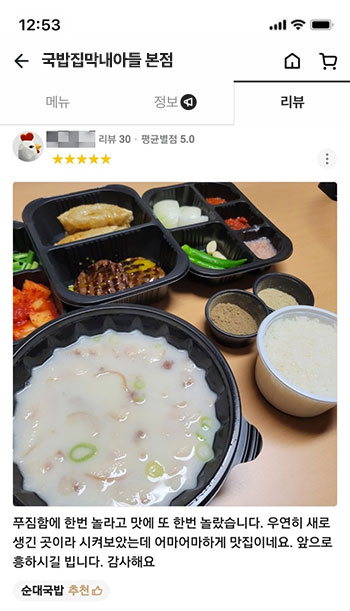 12:53
국밥집막내아들 본점
메뉴
정보
리뷰
리뷰 30 · 평균별점 5.0
푸짐함에 한번 놀라고 맛에 또 한번 놀랐습니다. 우연히 새로
생긴 곳이라 시켜보았는데 어마어마하게 맛집이네요. 앞으로
흥하시길 빕니다. 감사해요
순대국밥 추천